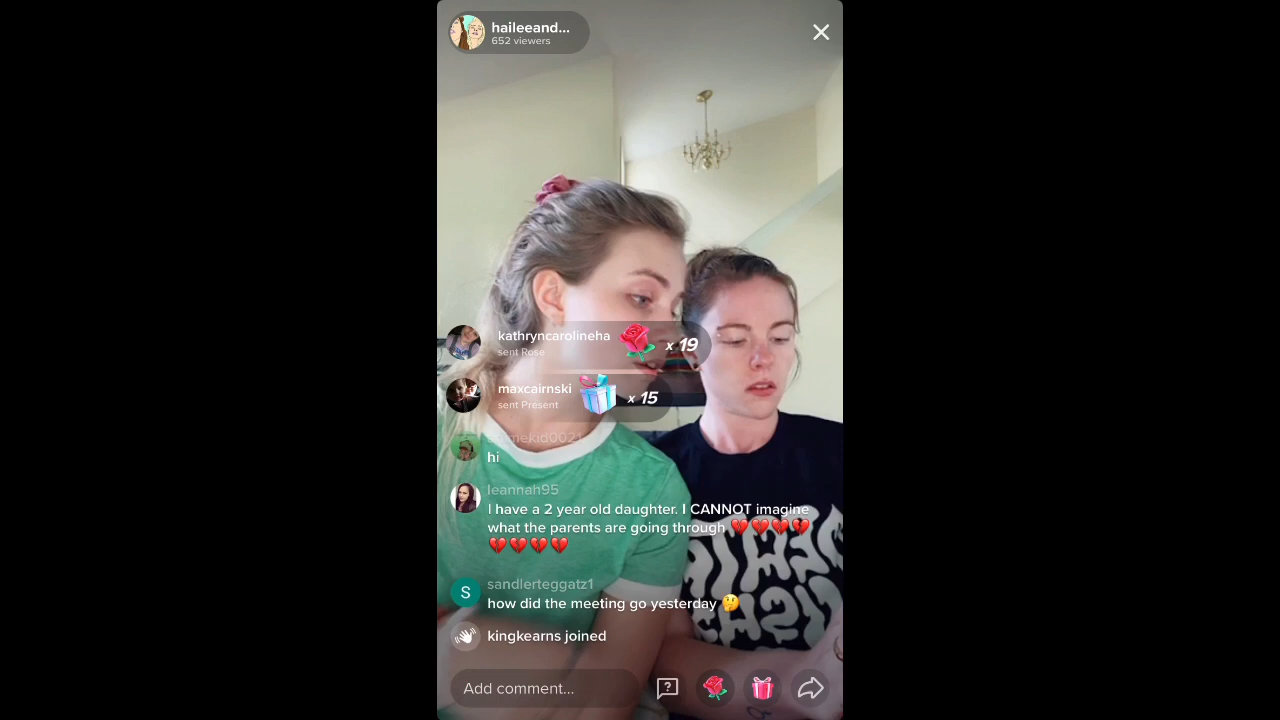 haileeand...
652 viewers
kathryncarolineha
sent Rose
x 19
maxcairnski
sent Present
x 15
hi
leannah95
I have a 2 year old daughter. I CANNOT imagine
what the parents are going through 💔💔💔💔
💔💔💔💔
sandlerteggatz1
how did the meeting go yesterday 🤔
kingkearns joined
Add comment...